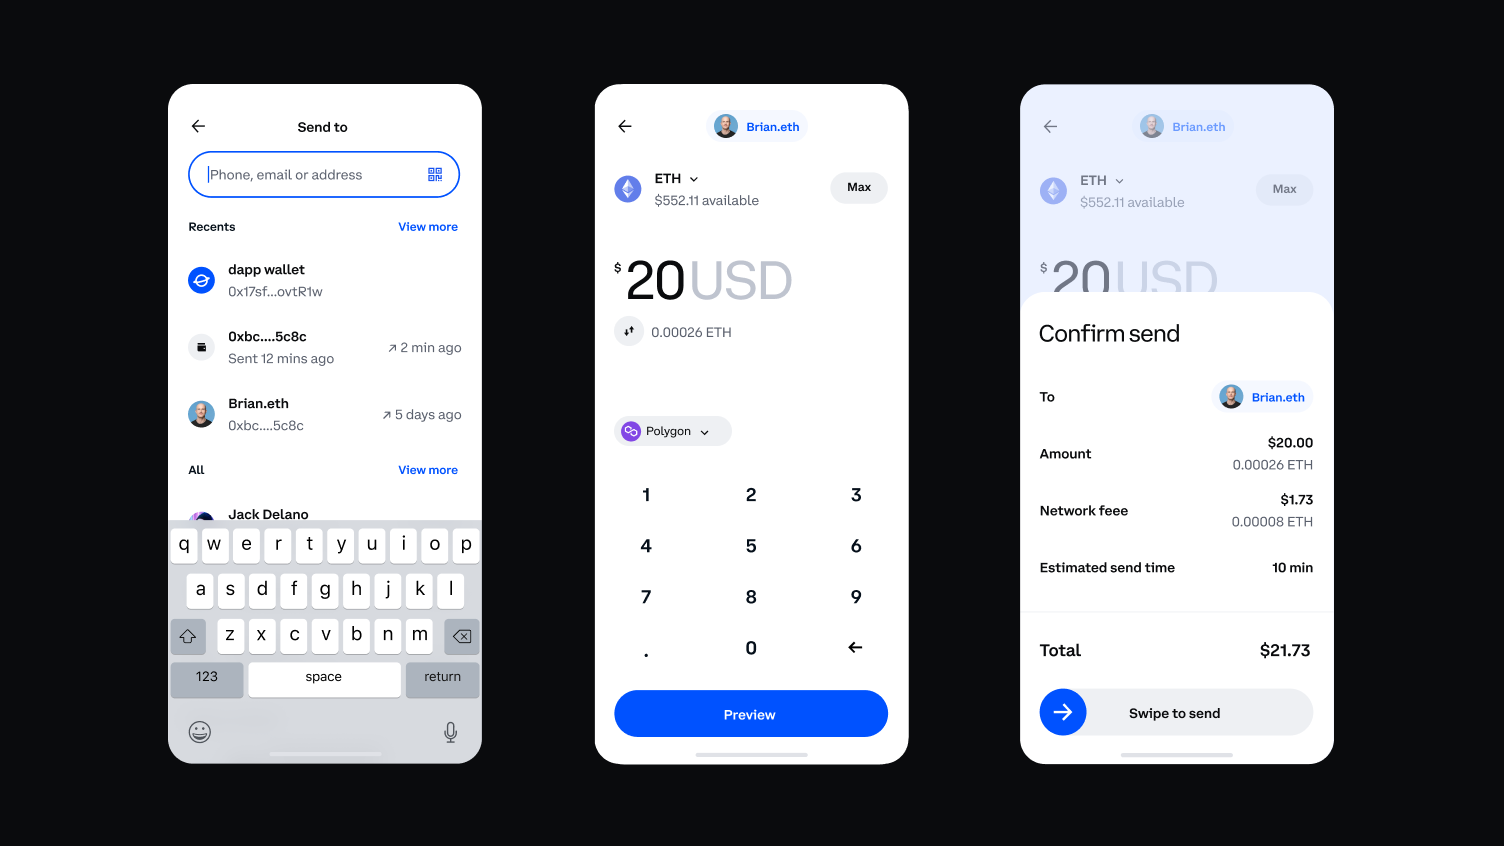 Send to
Phone, email or address
Recents
View more
dapp wallet
0x17sf...ovtR1w
0xbc....5c8c
Sent 12 mins ago
2 min ago
Brian.eth
0xbc....5c8c
5 days ago
All
View more
Jack Delano
q w e r t y u i o p
a s d f g h j k l
z x c v b n m
123 space return
Brian.eth
ETH
$552.11 available
Max
$20 USD
0.00026 ETH
Polygon
1 2 3
4 5 6
7 8 9
. 0
Preview
Brian.eth
ETH
$552.11 available
Max
$20 USD
Confirm send
To
Brian.eth
Amount
$20.00
0.00026 ETH
Network feee
$1.73
0.00008 ETH
Estimated send time
10 min
Total
$21.73
Swipe to send